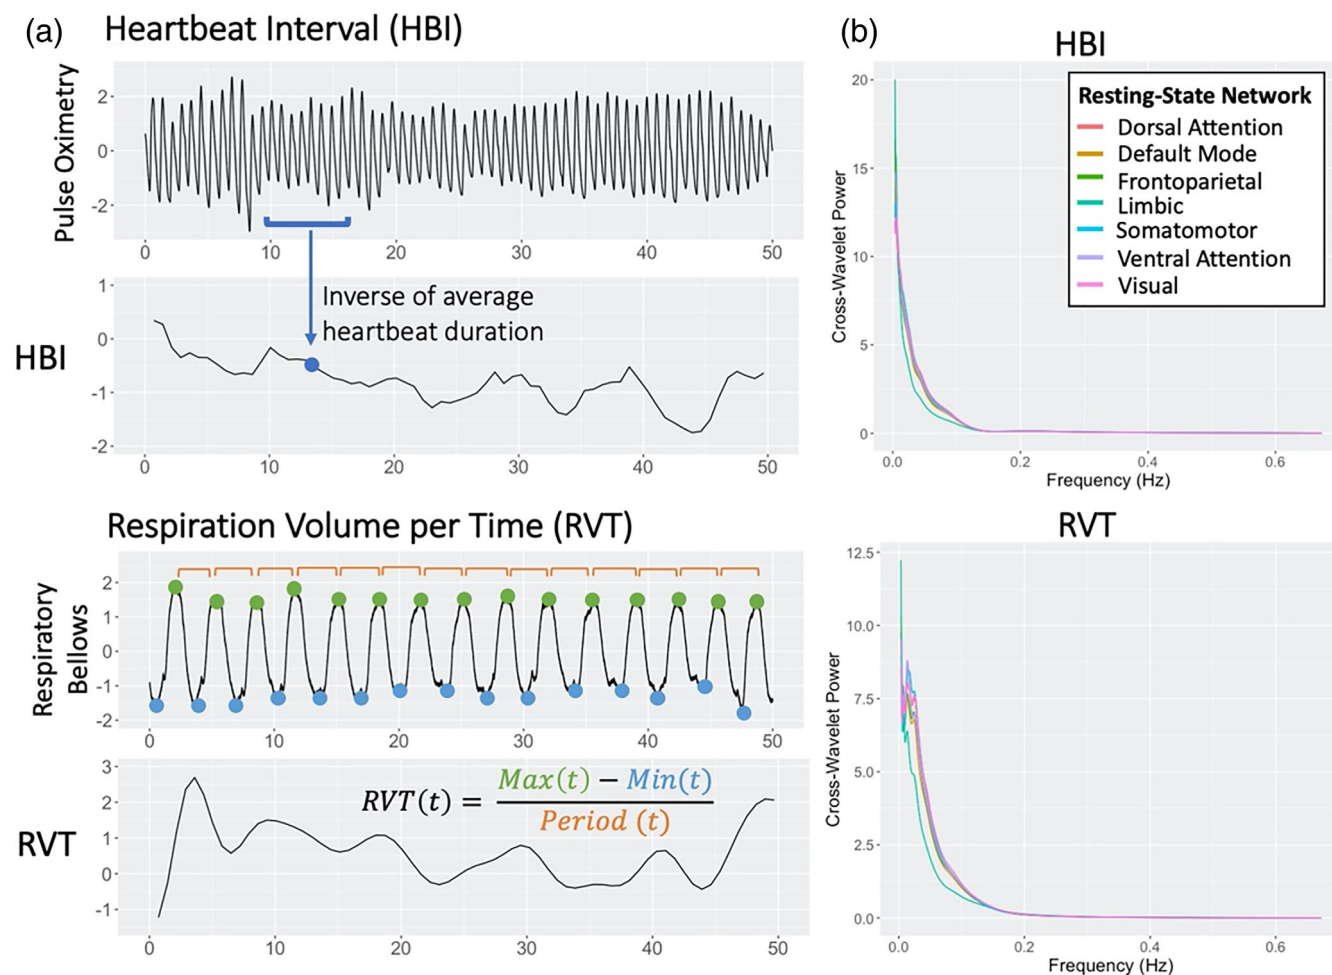 (a)
Heartbeat Interval (HBI)
Pulse Oximetry
2
0
-2
0 10 20 30 40 50
Inverse of average
heartbeat duration
HBI
1
0
-1
-2
0 10 20 30 40 50
Respiration Volume per Time (RVT)
Respiratory
Bellows
2
1
0
-1
-2
0 10 20 30 40 50
RVT
3
2
1
0
-1
RVT(t) = Max(t) − Min(t)
Period (t)
0 10 20 30 40 50
(b)
HBI
Cross-Wavelet Power
20
15
10
5
0
Resting-State Network
Dorsal Attention
Default Mode
Frontoparietal
Limbic
Somatomotor
Ventral Attention
Visual
0.0 0.2 0.4 0.6
Frequency (Hz)
RVT
Cross-Wavelet Power
12.5
10.0
7.5
5.0
2.5
0.0
0.0 0.2 0.4 0.6
Frequency (Hz)